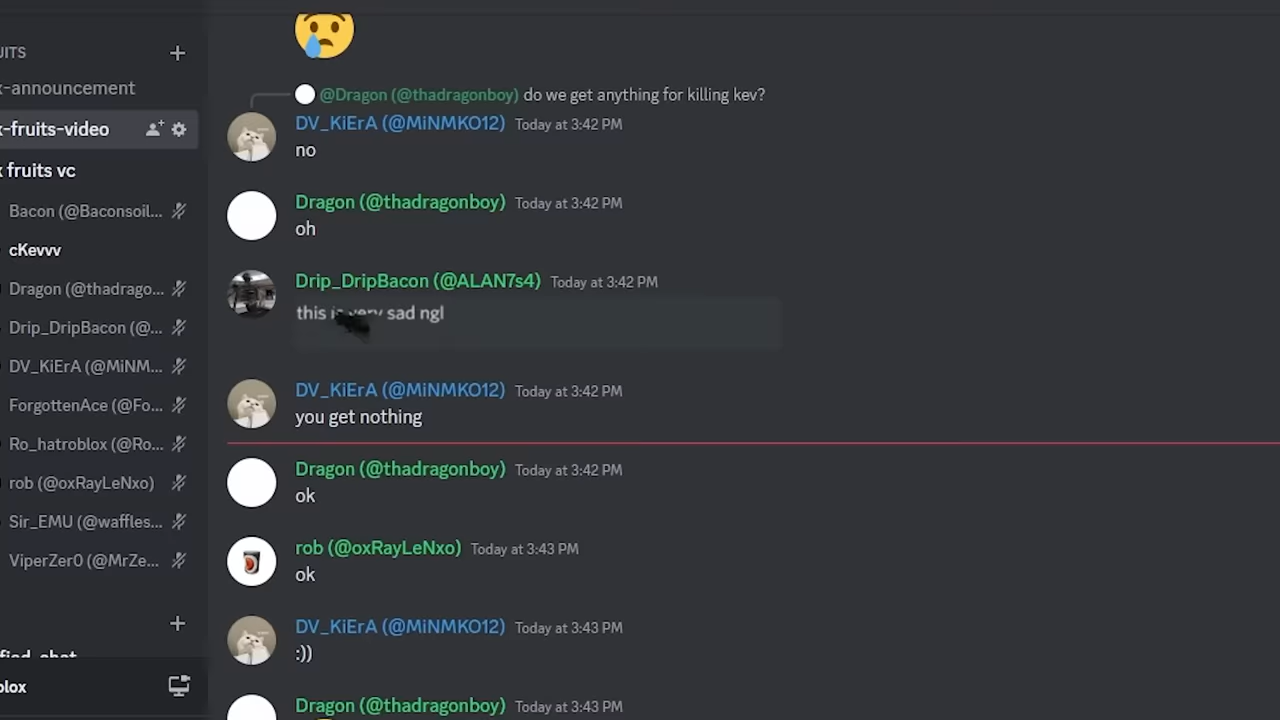 UITS
-announcement
-fruits-video
fruits vc
Bacon (@Baconsoil...
cKevvv
Dragon (@thadrago...
Drip_DripBacon (@...
DV_KiErA (@MiNM...
ForgottenAce (@Fo...
Ro_hatroblox (@Ro...
rob (@oxRayLeNxo)
Sir_EMU (@waffles...
ViperZer0 (@MrZe...
lox
@Dragon (@thadragonboy) do we get anything for killing kev?
DV_KiErA (@MiNMKO12) Today at 3:42 PM
no
Dragon (@thadragonboy) Today at 3:42 PM
oh
Drip_DripBacon (@ALAN7s4) Today at 3:42 PM
this is very sad ngl
DV_KiErA (@MiNMKO12) Today at 3:42 PM
you get nothing
Dragon (@thadragonboy) Today at 3:42 PM
ok
rob (@oxRayLeNxo) Today at 3:43 PM
ok
DV_KiErA (@MiNMKO12) Today at 3:43 PM
:))
Dragon (@thadragonboy) Today at 3:43 PM